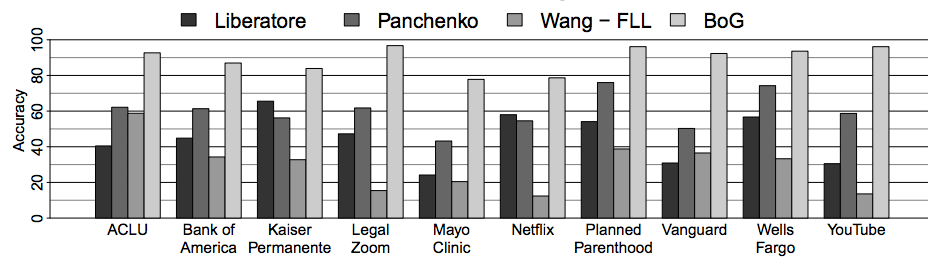 Liberatore Panchenko Wang − FLL BoG
Accuracy
100
80
60
40
20
0
ACLU Bank of America Kaiser Permanente Legal Zoom Mayo Clinic Netflix Planned Parenthood Vanguard Wells Fargo YouTube